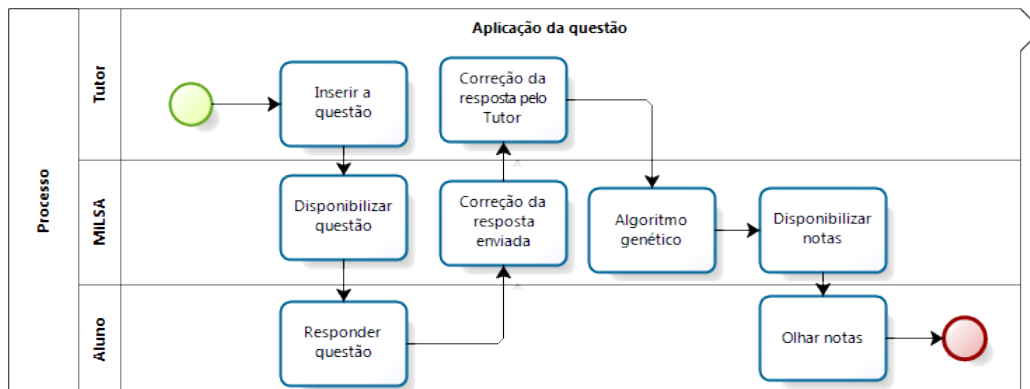 Aplicação da questão
Processo
Tutor
Inserir a
questão
Correção da
resposta pelo
Tutor
MILSA
Disponibilizar
questão
Correção da
resposta
enviada
Algoritmo
genético
Disponibilizar
notas
Aluno
Responder
questão
Olhar notas